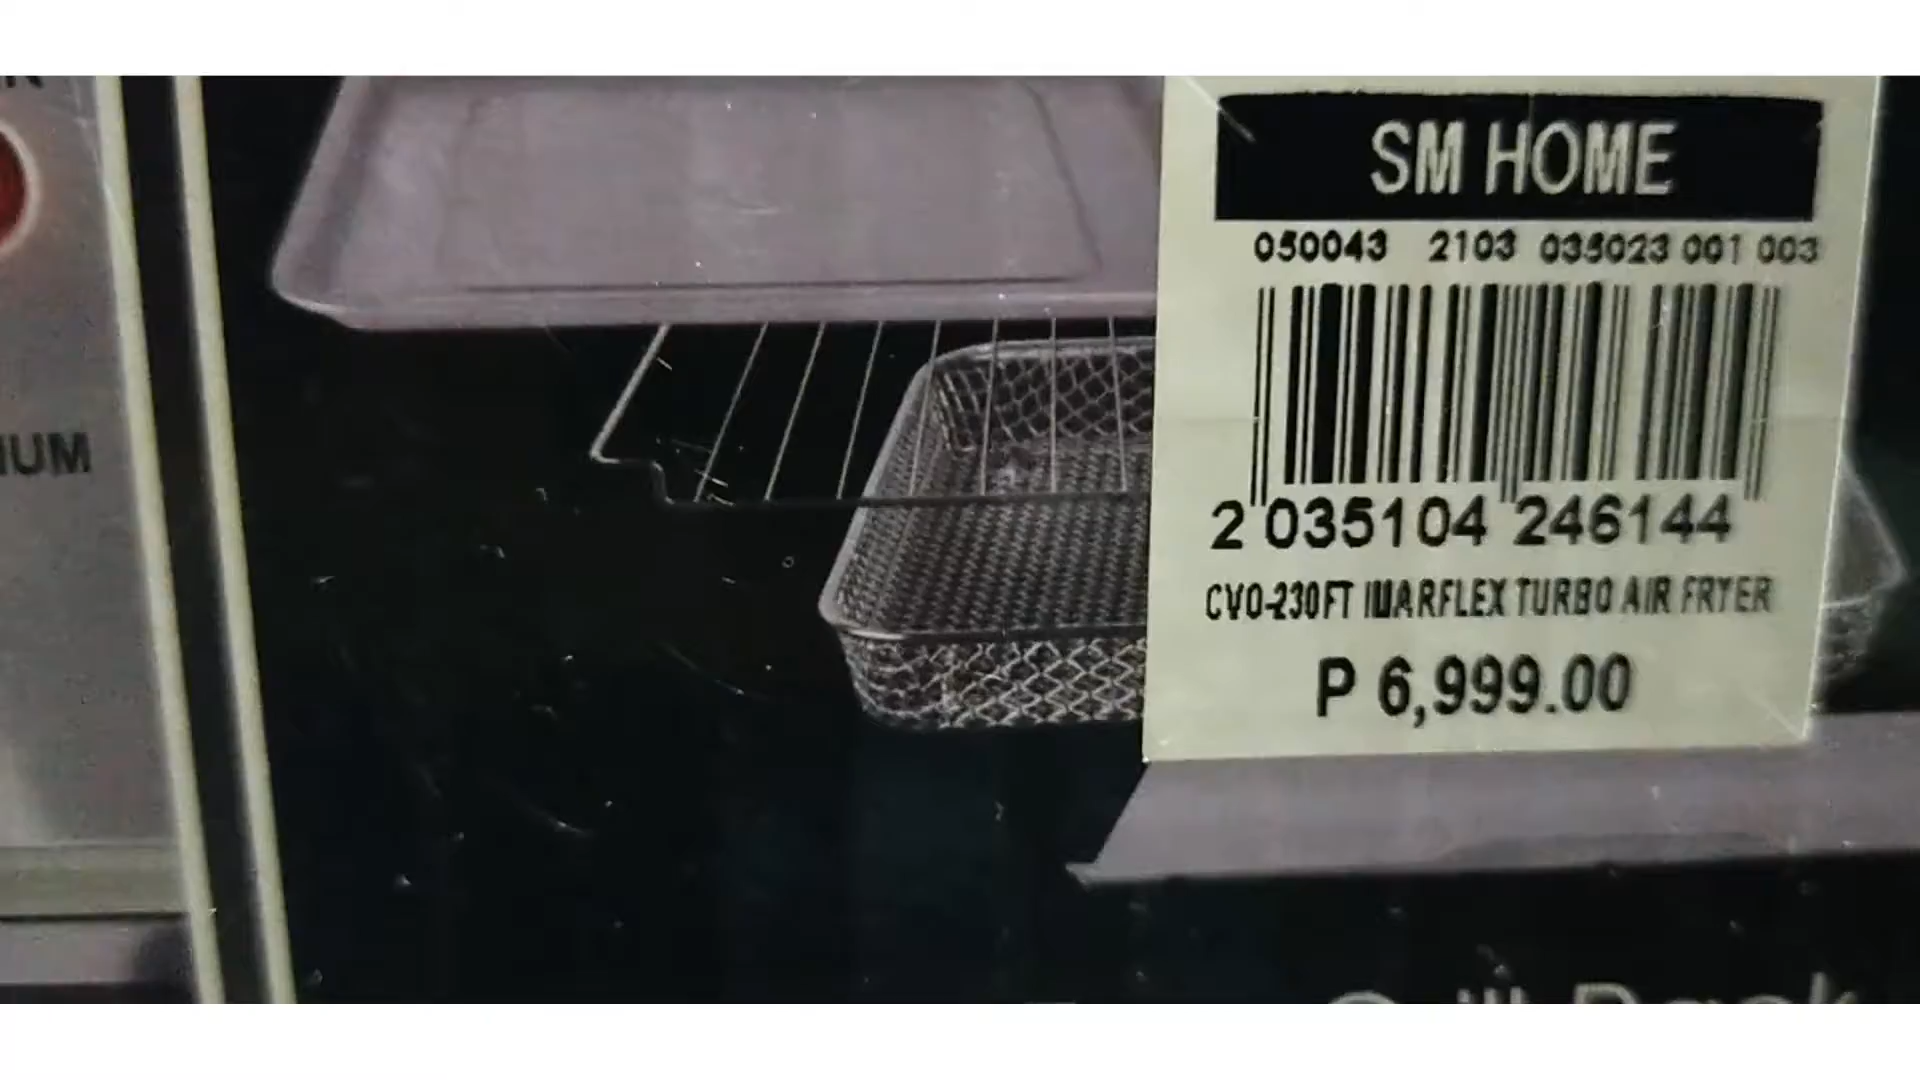 SM HOME
050043 2103 035023 001 003
2 035104 246144
CVO-230FT IMARFLEX TURBO AIR FRYER
P 6,999.00